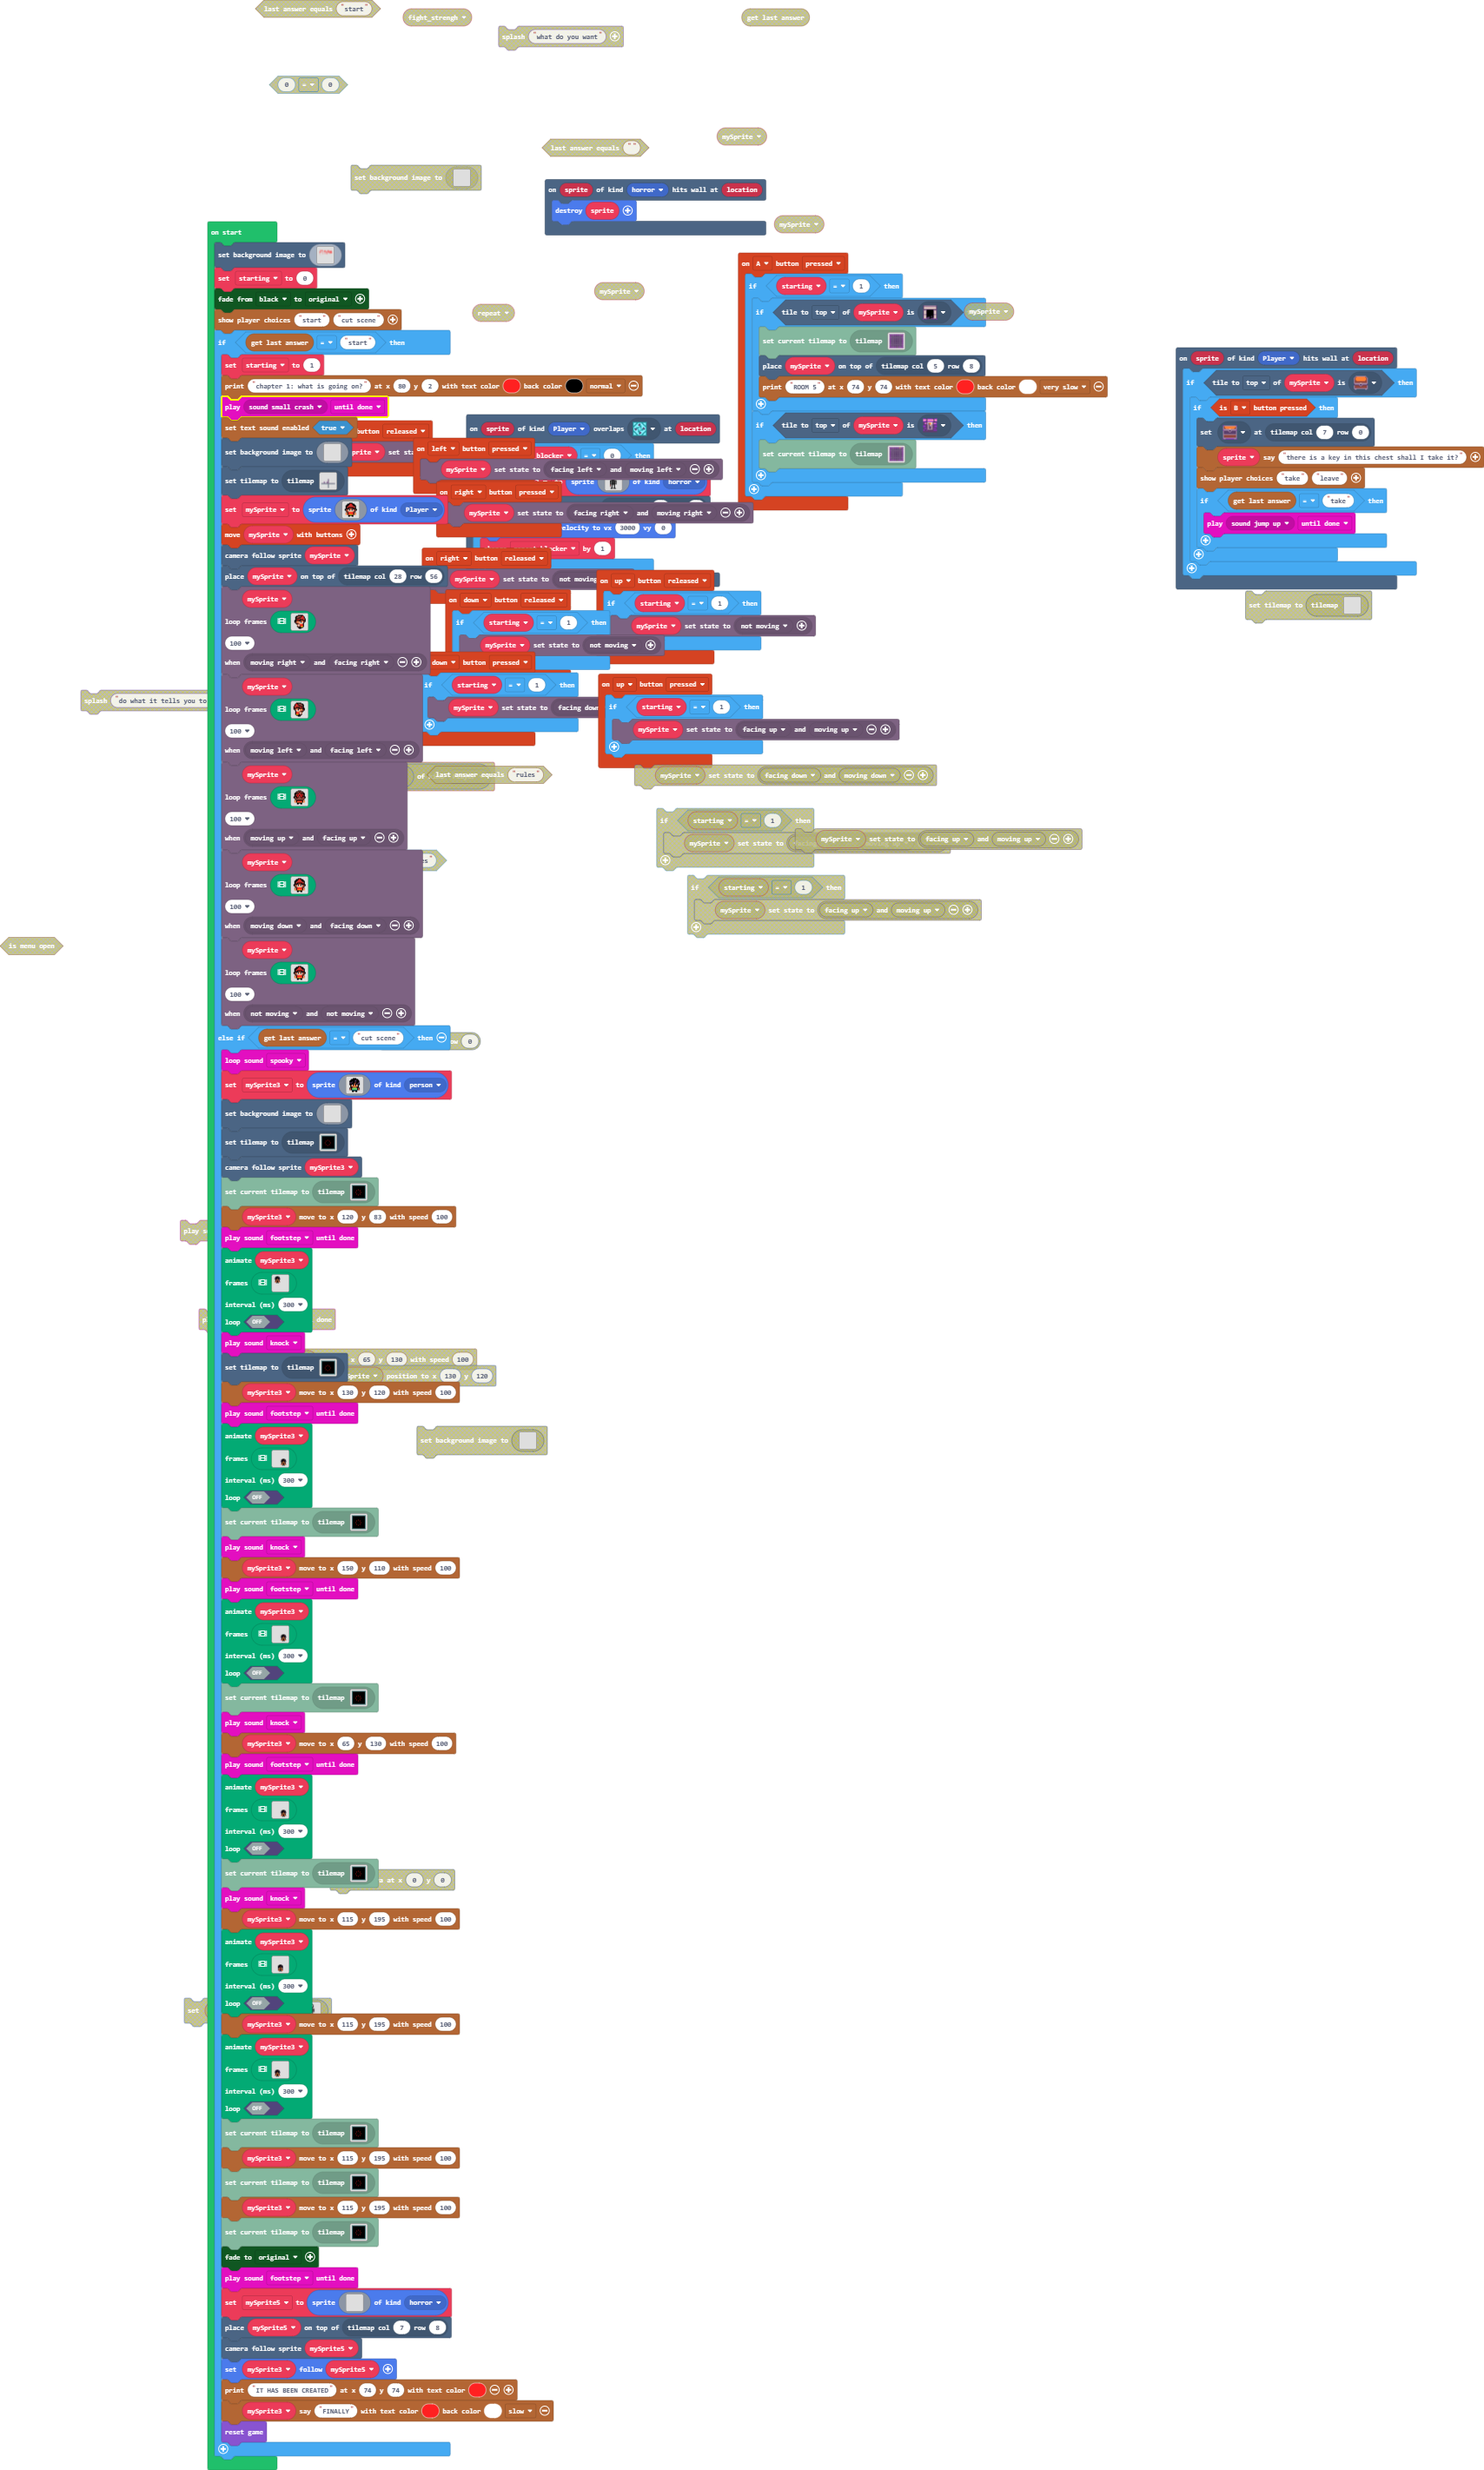 last answer equals "start"
fight_strengh
splash "what do you want"
get last answer
0 = 0
last answer equals ""
mySprite
set background image to
on sprite of kind horror hits wall at location
destroy sprite
mySprite
on start
set background image to
set starting to 0
fade from black to original
show player choices "start" "cut scene"
if get last answer = "start" then
set starting to 1
print "chapter 1: what is going on?" at x 80 y 2 with text color back color normal
play sound small crash until done
set text sound enabled true
set background image to
set tilemap to tilemap
set mySprite to sprite of kind Player
move mySprite with buttons
camera follow sprite mySprite
place mySprite on top of tilemap col 28 row 56
mySprite
loop frames
100
when moving right and facing right
mySprite
loop frames
100
when moving left and facing left
mySprite
loop frames
100
when moving up and facing up
mySprite
loop frames
100
when moving down and facing down
mySprite
loop frames
100
when not moving and not moving
else if get last answer = "cut scene" then
loop sound spooky
set mySprite3 to sprite of kind person
set background image to
set tilemap to tilemap
camera follow sprite mySprite3
set current tilemap to tilemap
mySprite3 move to x 120 y 83 with speed 100
play sound footstep until done
animate mySprite3
frames
interval (ms) 300
loop OFF
play sound knock
set tilemap to tilemap
mySprite3 move to x 130 y 120 with speed 100
play sound footstep until done
animate mySprite3
frames
interval (ms) 300
loop OFF
set current tilemap to tilemap
play sound knock
mySprite3 move to x 150 y 110 with speed 100
play sound footstep until done
animate mySprite3
frames
interval (ms) 300
loop OFF
set current tilemap to tilemap
play sound knock
mySprite3 move to x 65 y 130 with speed 100
play sound footstep until done
animate mySprite3
frames
interval (ms) 300
loop OFF
set current tilemap to tilemap
play sound knock
mySprite3 move to x 115 y 195 with speed 100
animate mySprite3
frames
interval (ms) 300
loop OFF
mySprite3 move to x 115 y 195 with speed 100
animate mySprite3
frames
interval (ms) 300
loop OFF
set current tilemap to tilemap
mySprite3 move to x 115 y 195 with speed 100
set current tilemap to tilemap
mySprite3 move to x 115 y 195 with speed 100
set current tilemap to tilemap
fade to original
play sound footstep until done
set mySprite5 to sprite of kind horror
place mySprite5 on top of tilemap col 7 row 8
camera follow sprite mySprite5
set mySprite3 follow mySprite5
print "IT HAS BEEN CREATED" at x 74 y 74 with text color
mySprite3 say "FINALLY" with text color back color slow
reset game
mySprite
repeat
on A button pressed
if starting = 1 then
if tile to top of mySprite is
mySprite
set current tilemap to tilemap
place mySprite on top of tilemap col 5 row 8
print "ROOM 5" at x 74 y 74 with text color back color very slow
if tile to top of mySprite is then
set current tilemap to tilemap
on sprite of kind Player hits wall at location
if tile to top of mySprite is then
if is B button pressed then
set at tilemap col 7 row 0
sprite say "there is a key in this chest shall I take it?"
show player choices "take" "leave"
if get last answer = "take" then
play sound jump up until done
set tilemap to tilemap
on sprite of kind Player overlaps at location
button released
on left button pressed
blocker = 0 then
mySprite set state to facing left and moving left
sprite of kind horror
on right button pressed
mySprite set state to facing right and moving right
velocity to vx 3000 vy 0
by 1
on right button released
mySprite set state to not moving
on up button released
if starting = 1 then
mySprite set state to not moving
on down button released
if starting = 1 then
mySprite set state to not moving
down button pressed
if starting = 1 then
mySprite set state to facing down
on up button pressed
if starting = 1 then
mySprite set state to facing up and moving up
splash "do what it tells you to
of last answer equals "rules"
mySprite set state to facing down and moving down
if starting = 1 then
mySprite set state to
mySprite set state to facing up and moving up
if starting = 1 then
mySprite set state to facing up and moving up
is menu open
0
play
done
x 65 y 130 with speed 100
position to x 130 y 120
set background image to
at x 0 y 0
set